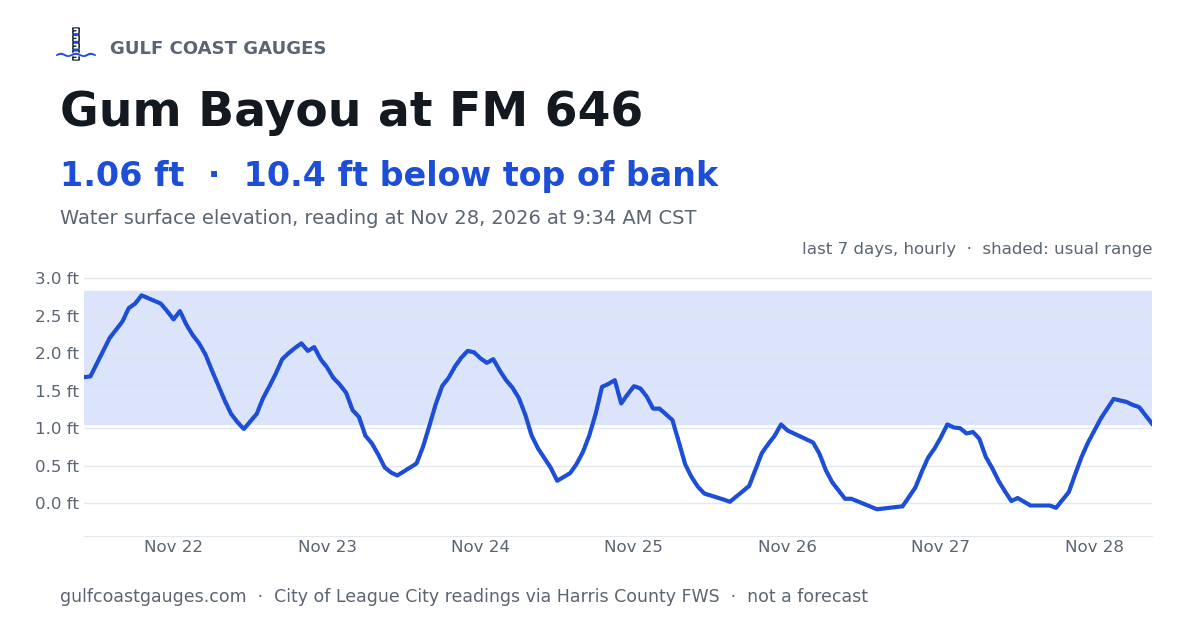 GULF COAST GAUGES
Gum Bayou at FM 646
1.06 ft · 10.4 ft below top of bank
Water surface elevation, reading at Nov 28, 2026 at 9:34 AM CST
last 7 days, hourly · shaded: usual range
3.0 ft
2.5 ft
2.0 ft
1.5 ft
1.0 ft
0.5 ft
0.0 ft
Nov 22 Nov 23 Nov 24 Nov 25 Nov 26 Nov 27 Nov 28
gulfcoastgauges.com · City of League City readings via Harris County FWS · not a forecast